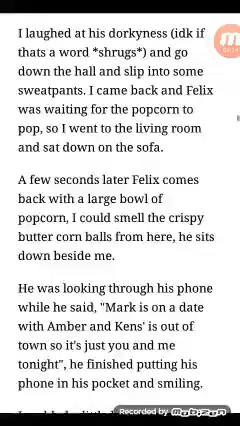 I laughed at his dorkyness (idk if
thats a word *shrugs*) and go
down the hall and slip into some
sweatpants. I came back and Felix
was waiting for the popcorn to
pop, so I went to the living room
and sat down on the sofa.
A few seconds later Felix comes
back with a large bowl of
popcorn, I could smell the crispy
butter corn balls from here, he sits
down beside me.
He was looking through his phone
while he said, "Mark is on a date
with Amber and Kens' is out of
town so it's just you and me
tonight", he finished putting his
phone in his pocket and smiling.
Recorded by mobizen